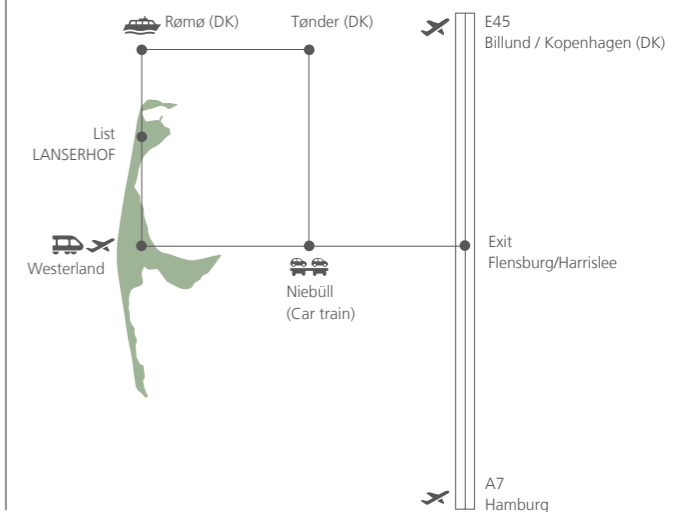 Rømø (DK)
Tønder (DK)
E45
Billund / Kopenhagen (DK)
List
LANSERHOF
Westerland
Niebüll
(Car train)
Exit
Flensburg/Harrislee
A7
Hamburg